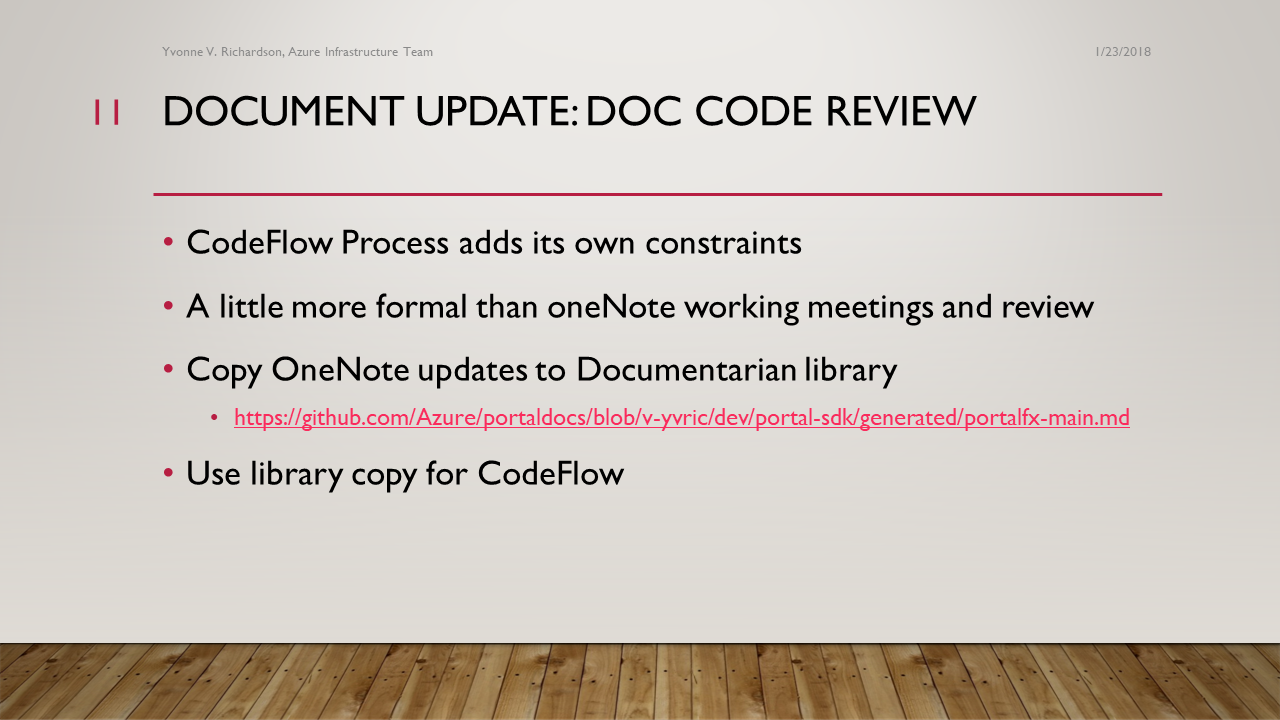 Yvonne V. Richardson, Azure Infrastructure Team
1/23/2018
11
DOCUMENT UPDATE: DOC CODE REVIEW
• CodeFlow Process adds its own constraints
• A little more formal than oneNote working meetings and review
• Copy OneNote updates to Documentarian library
• https://github.com/Azure/portaldocs/blob/v-yvric/dev/portal-sdk/generated/portalfx-main.md
• Use library copy for CodeFlow